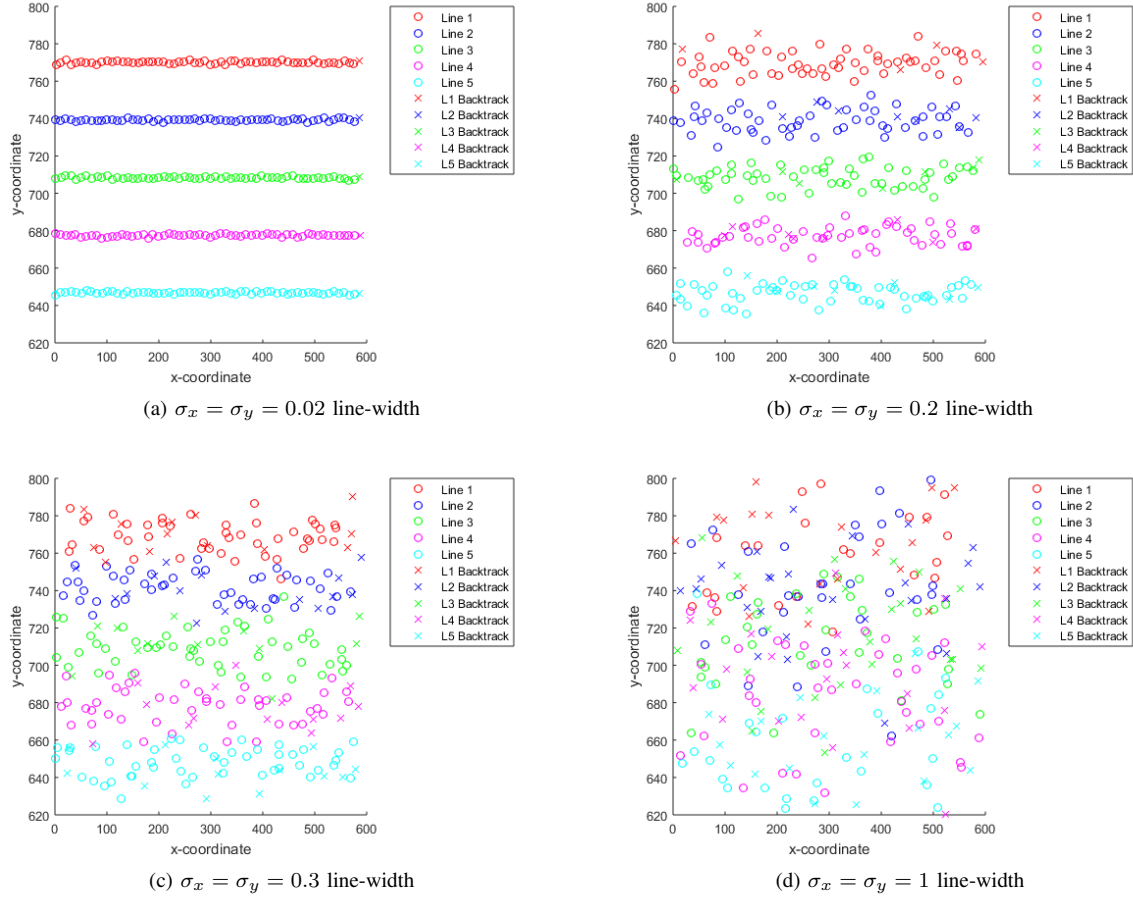 800
780
760
740
720
700
680
660
640
620
y-coordinate
0 100 200 300 400 500 600
x-coordinate
Line 1
Line 2
Line 3
Line 4
Line 5
L1 Backtrack
L2 Backtrack
L3 Backtrack
L4 Backtrack
L5 Backtrack
(a) σx = σy = 0.02 line-width
800
780
760
740
720
700
680
660
640
620
y-coordinate
0 100 200 300 400 500 600
x-coordinate
Line 1
Line 2
Line 3
Line 4
Line 5
L1 Backtrack
L2 Backtrack
L3 Backtrack
L4 Backtrack
L5 Backtrack
(b) σx = σy = 0.2 line-width
800
780
760
740
720
700
680
660
640
620
y-coordinate
0 100 200 300 400 500 600
x-coordinate
Line 1
Line 2
Line 3
Line 4
Line 5
L1 Backtrack
L2 Backtrack
L3 Backtrack
L4 Backtrack
L5 Backtrack
(c) σx = σy = 0.3 line-width
800
780
760
740
720
700
680
660
640
620
y-coordinate
0 100 200 300 400 500 600
x-coordinate
Line 1
Line 2
Line 3
Line 4
Line 5
L1 Backtrack
L2 Backtrack
L3 Backtrack
L4 Backtrack
L5 Backtrack
(d) σx = σy = 1 line-width